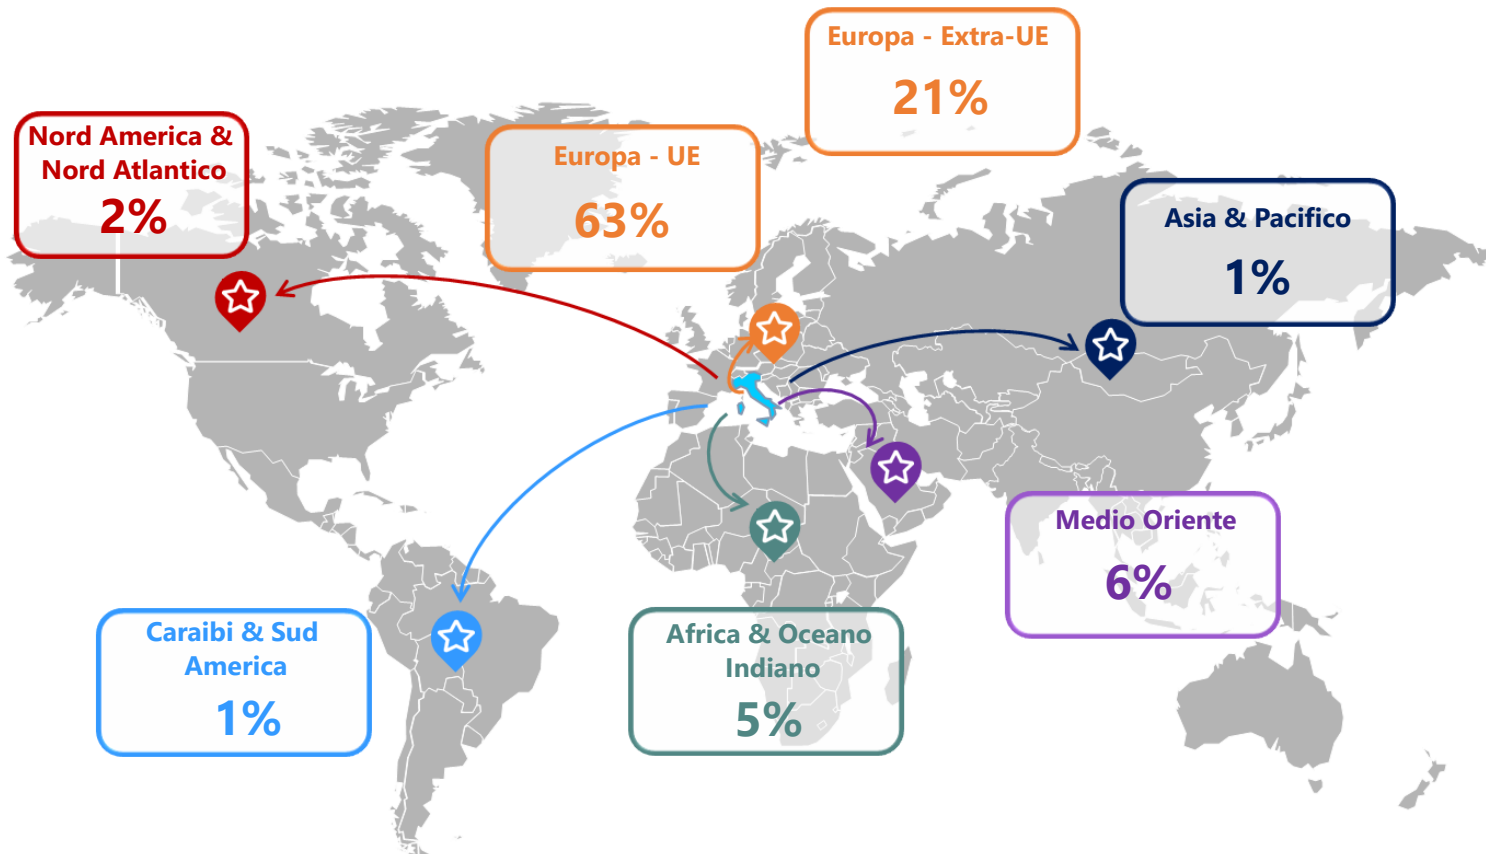 Europa - Extra-UE
21%
Nord America &
Nord Atlantico
2%
Europa - UE
63%
Asia & Pacifico
1%
Medio Oriente
6%
Caraibi & Sud
America
1%
Africa & Oceano
Indiano
5%